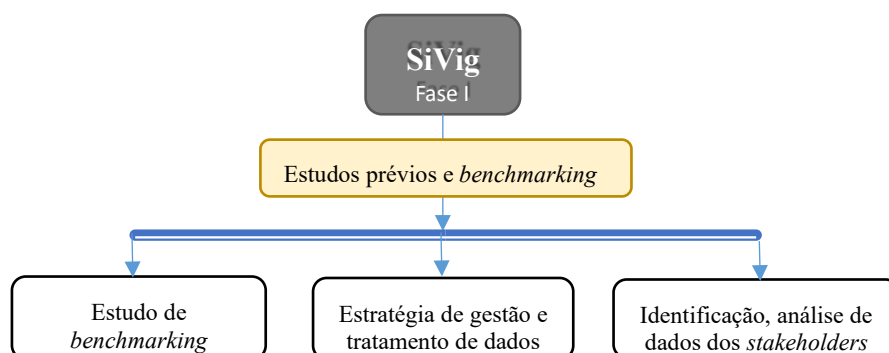 SiVig
Fase I
Estudos prévios e benchmarking
Estudo de
benchmarking
Estratégia de gestão e
tratamento de dados
Identificação, análise de
dados dos stakeholders